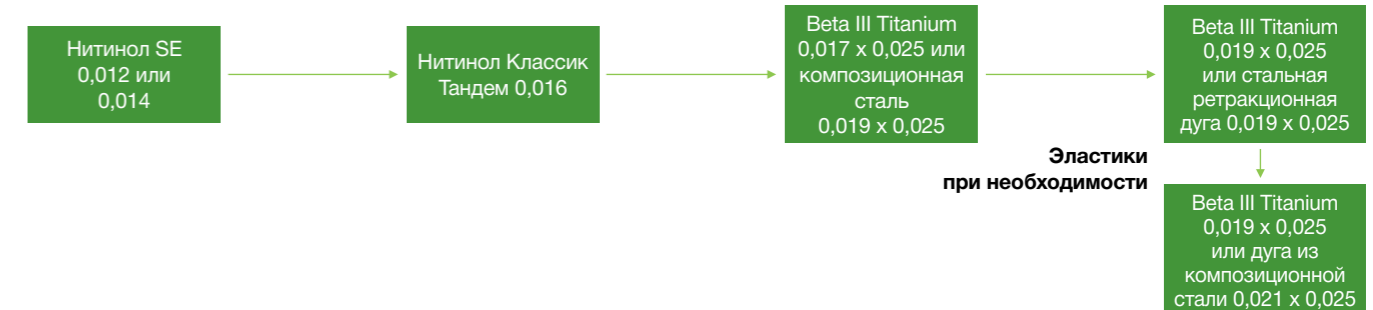 Нитинол SE
0,012 или
0,014
Нитинол Классик
Тандем 0,016
Beta III Titanium
0,017 x 0,025 или
композиционная
сталь
0,019 x 0,025
Beta III Titanium
0,019 x 0,025
или стальная
ретракционная
дуга 0,019 x 0,025
Эластики
при необходимости
Beta III Titanium
0,019 x 0,025
или дуга из
композиционной
стали 0,021 x 0,025